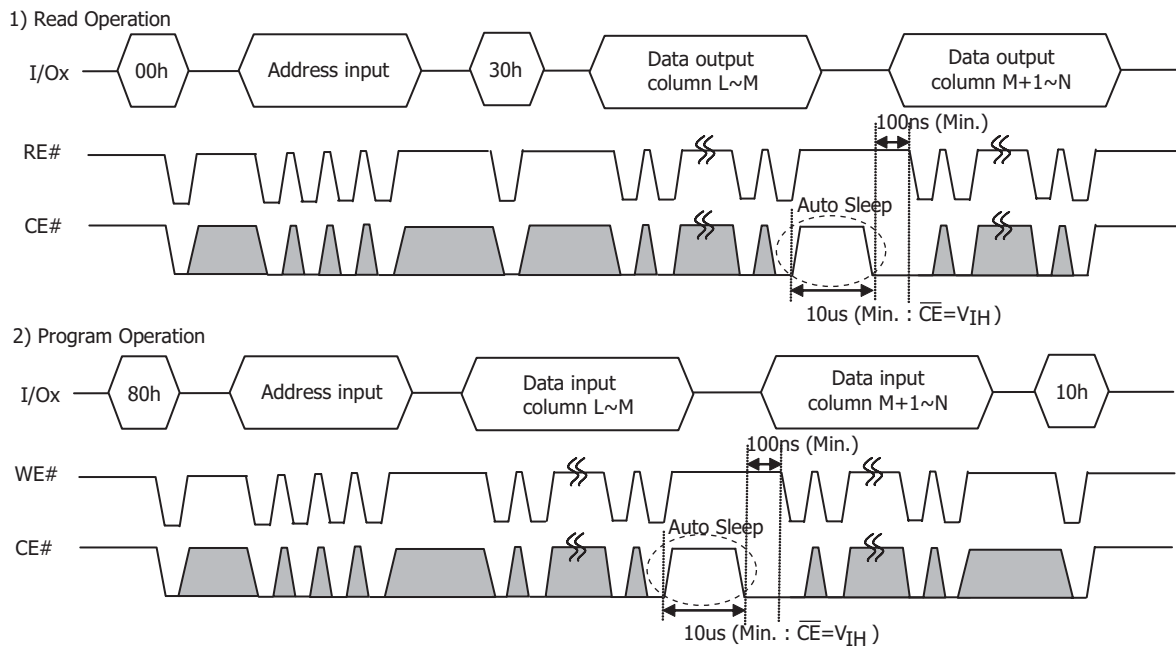 1) Read Operation
I/Ox
00h
Address input
30h
Data output
column L~M
Data output
column M+1~N
100ns (Min.)
RE#
Auto Sleep
CE#
10us (Min. : CE=VIH )
2) Program Operation
I/Ox
80h
Address input
Data input
column L~M
Data input
column M+1~N
10h
100ns (Min.)
WE#
Auto Sleep
CE#
10us (Min. : CE=VIH )